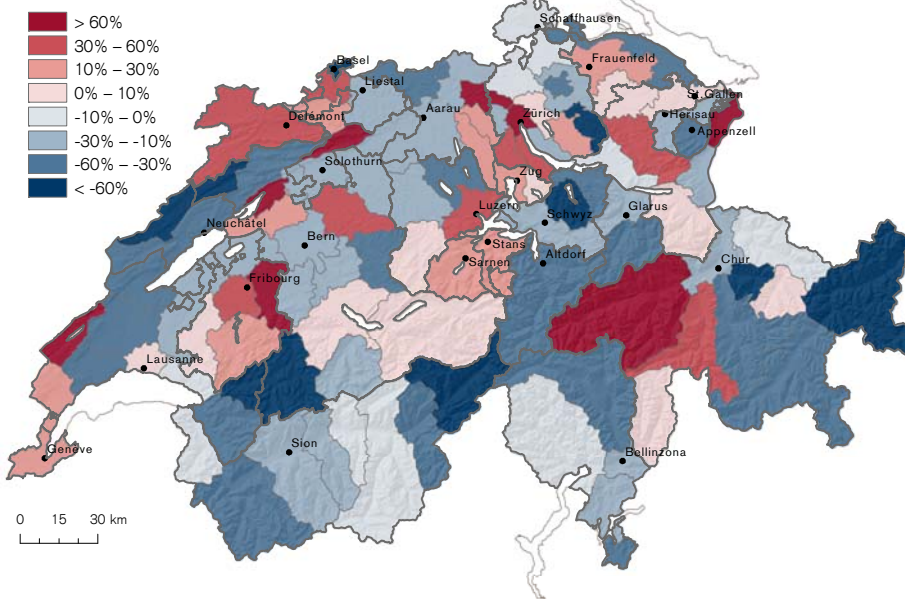 > 60%
30% – 60%
10% – 30%
0% – 10%
-10% – 0%
-30% – -10%
-60% – -30%
< -60%
Schaffhausen
Basel
Frauenfeld
Liestal
St.Gallen
Aarau
Delémont
Zürich
Herisau
Appenzell
Solothurn
Zug
Luzern
Glarus
Neuchâtel
Schwyz
Bern
Stans
Altdorf
Sarnen
Chur
Fribourg
Lausanne
Sion
Genève
Bellinzona
0 15 30 km